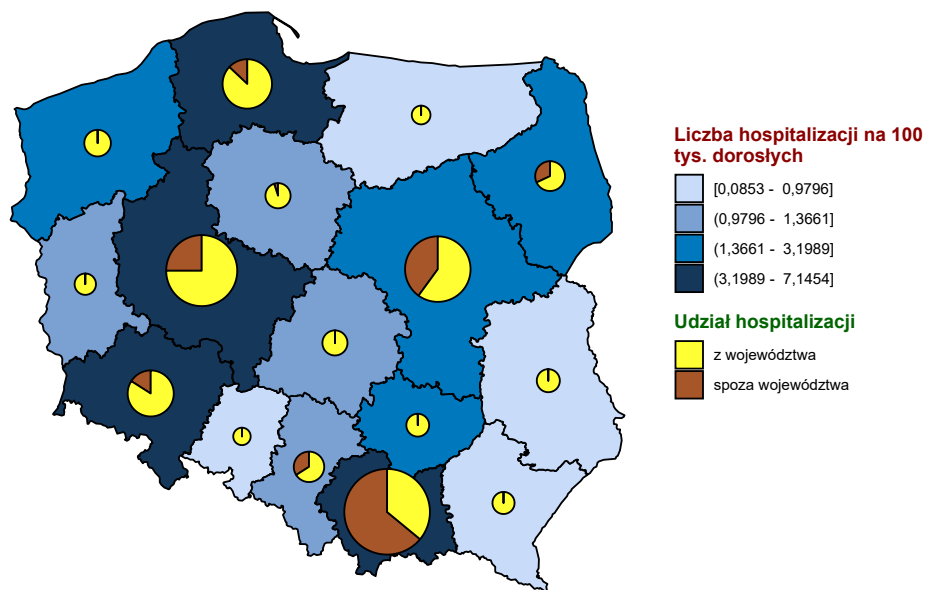 Liczba hospitalizacji na 100
tys. dorosłych
[0,0853 - 0,9796]
(0,9796 - 1,3661]
(1,3661 - 3,1989]
(3,1989 - 7,1454]
Udział hospitalizacji
z województwa
spoza województwa